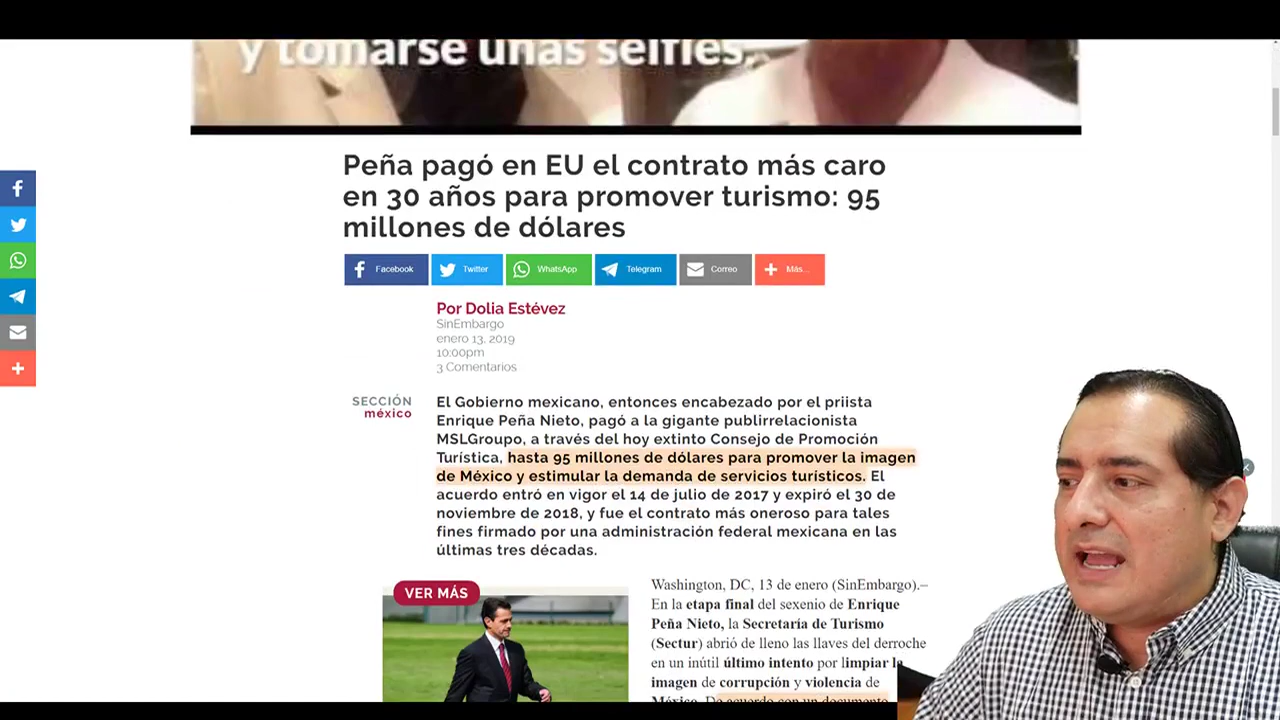 y tomarse unas selfies.
Peña pagó en EU el contrato más caro
en 30 años para promover turismo: 95
millones de dólares
Facebook Twitter WhatsApp Telegram Correo Más...
Por Dolia Estévez
SinEmbargo
enero 13, 2019
10:00pm
3 Comentarios
SECCIÓN
méxico
El Gobierno mexicano, entonces encabezado por el priista
Enrique Peña Nieto, pagó a la gigante publirrelacionista
MSLGroupo, a través del hoy extinto Consejo de Promoción
Turística, hasta 95 millones de dólares para promover la imagen
de México y estimular la demanda de servicios turísticos. El
acuerdo entró en vigor el 14 de julio de 2017 y expiró el 30 de
noviembre de 2018, y fue el contrato más oneroso para tales
fines firmado por una administración federal mexicana en las
últimas tres décadas.
VER MÁS
Washington, DC, 13 de enero (SinEmbargo).–
En la etapa final del sexenio de Enrique
Peña Nieto, la Secretaría de Turismo
(Sectur) abrió de lleno las llaves del derroche
en un inútil último intento por limpiar la
imagen de corrupción y violencia de
México. De acuerdo con un documento